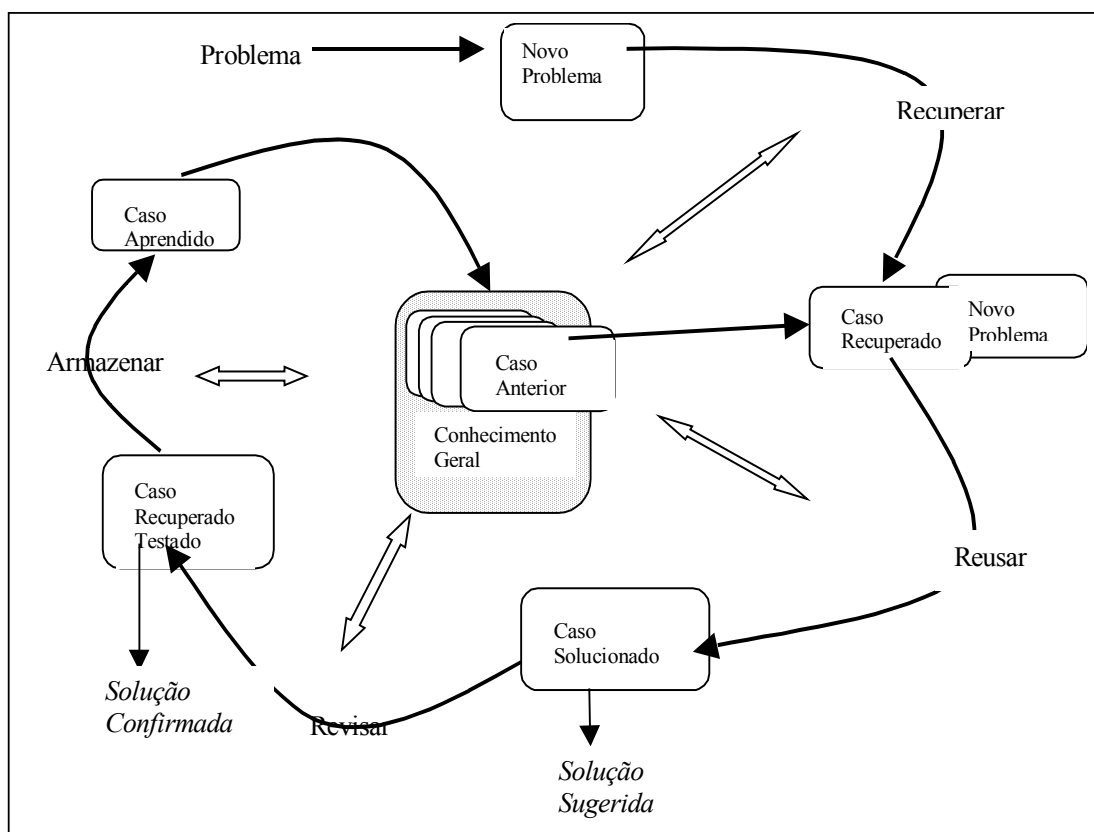 Problema
Novo
Problema
Recuperar
Caso
Aprendido
Caso
Recuperado
Novo
Problema
Armazenar
Caso
Anterior
Conhecimento
Geral
Caso
Recuperado
Testado
Reusar
Caso
Solucionado
Solução
Confirmada
Revisar
Solução
Sugerida